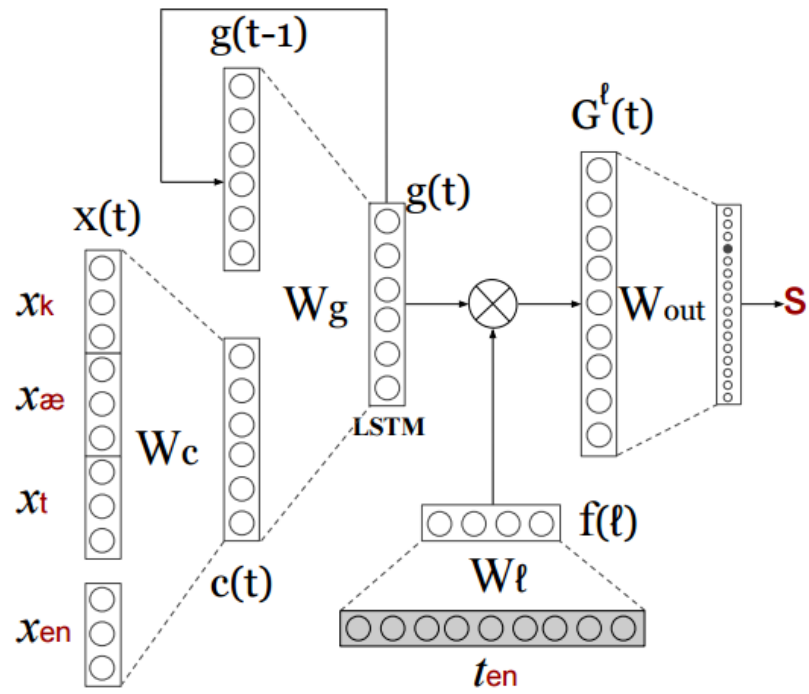 g(t-1)
G^ℓ(t)
x(t)
g(t)
x_k
W_g
W_out
S
x_æ
W_c
LSTM
x_t
f(ℓ)
c(t)
W_ℓ
x_en
t_en